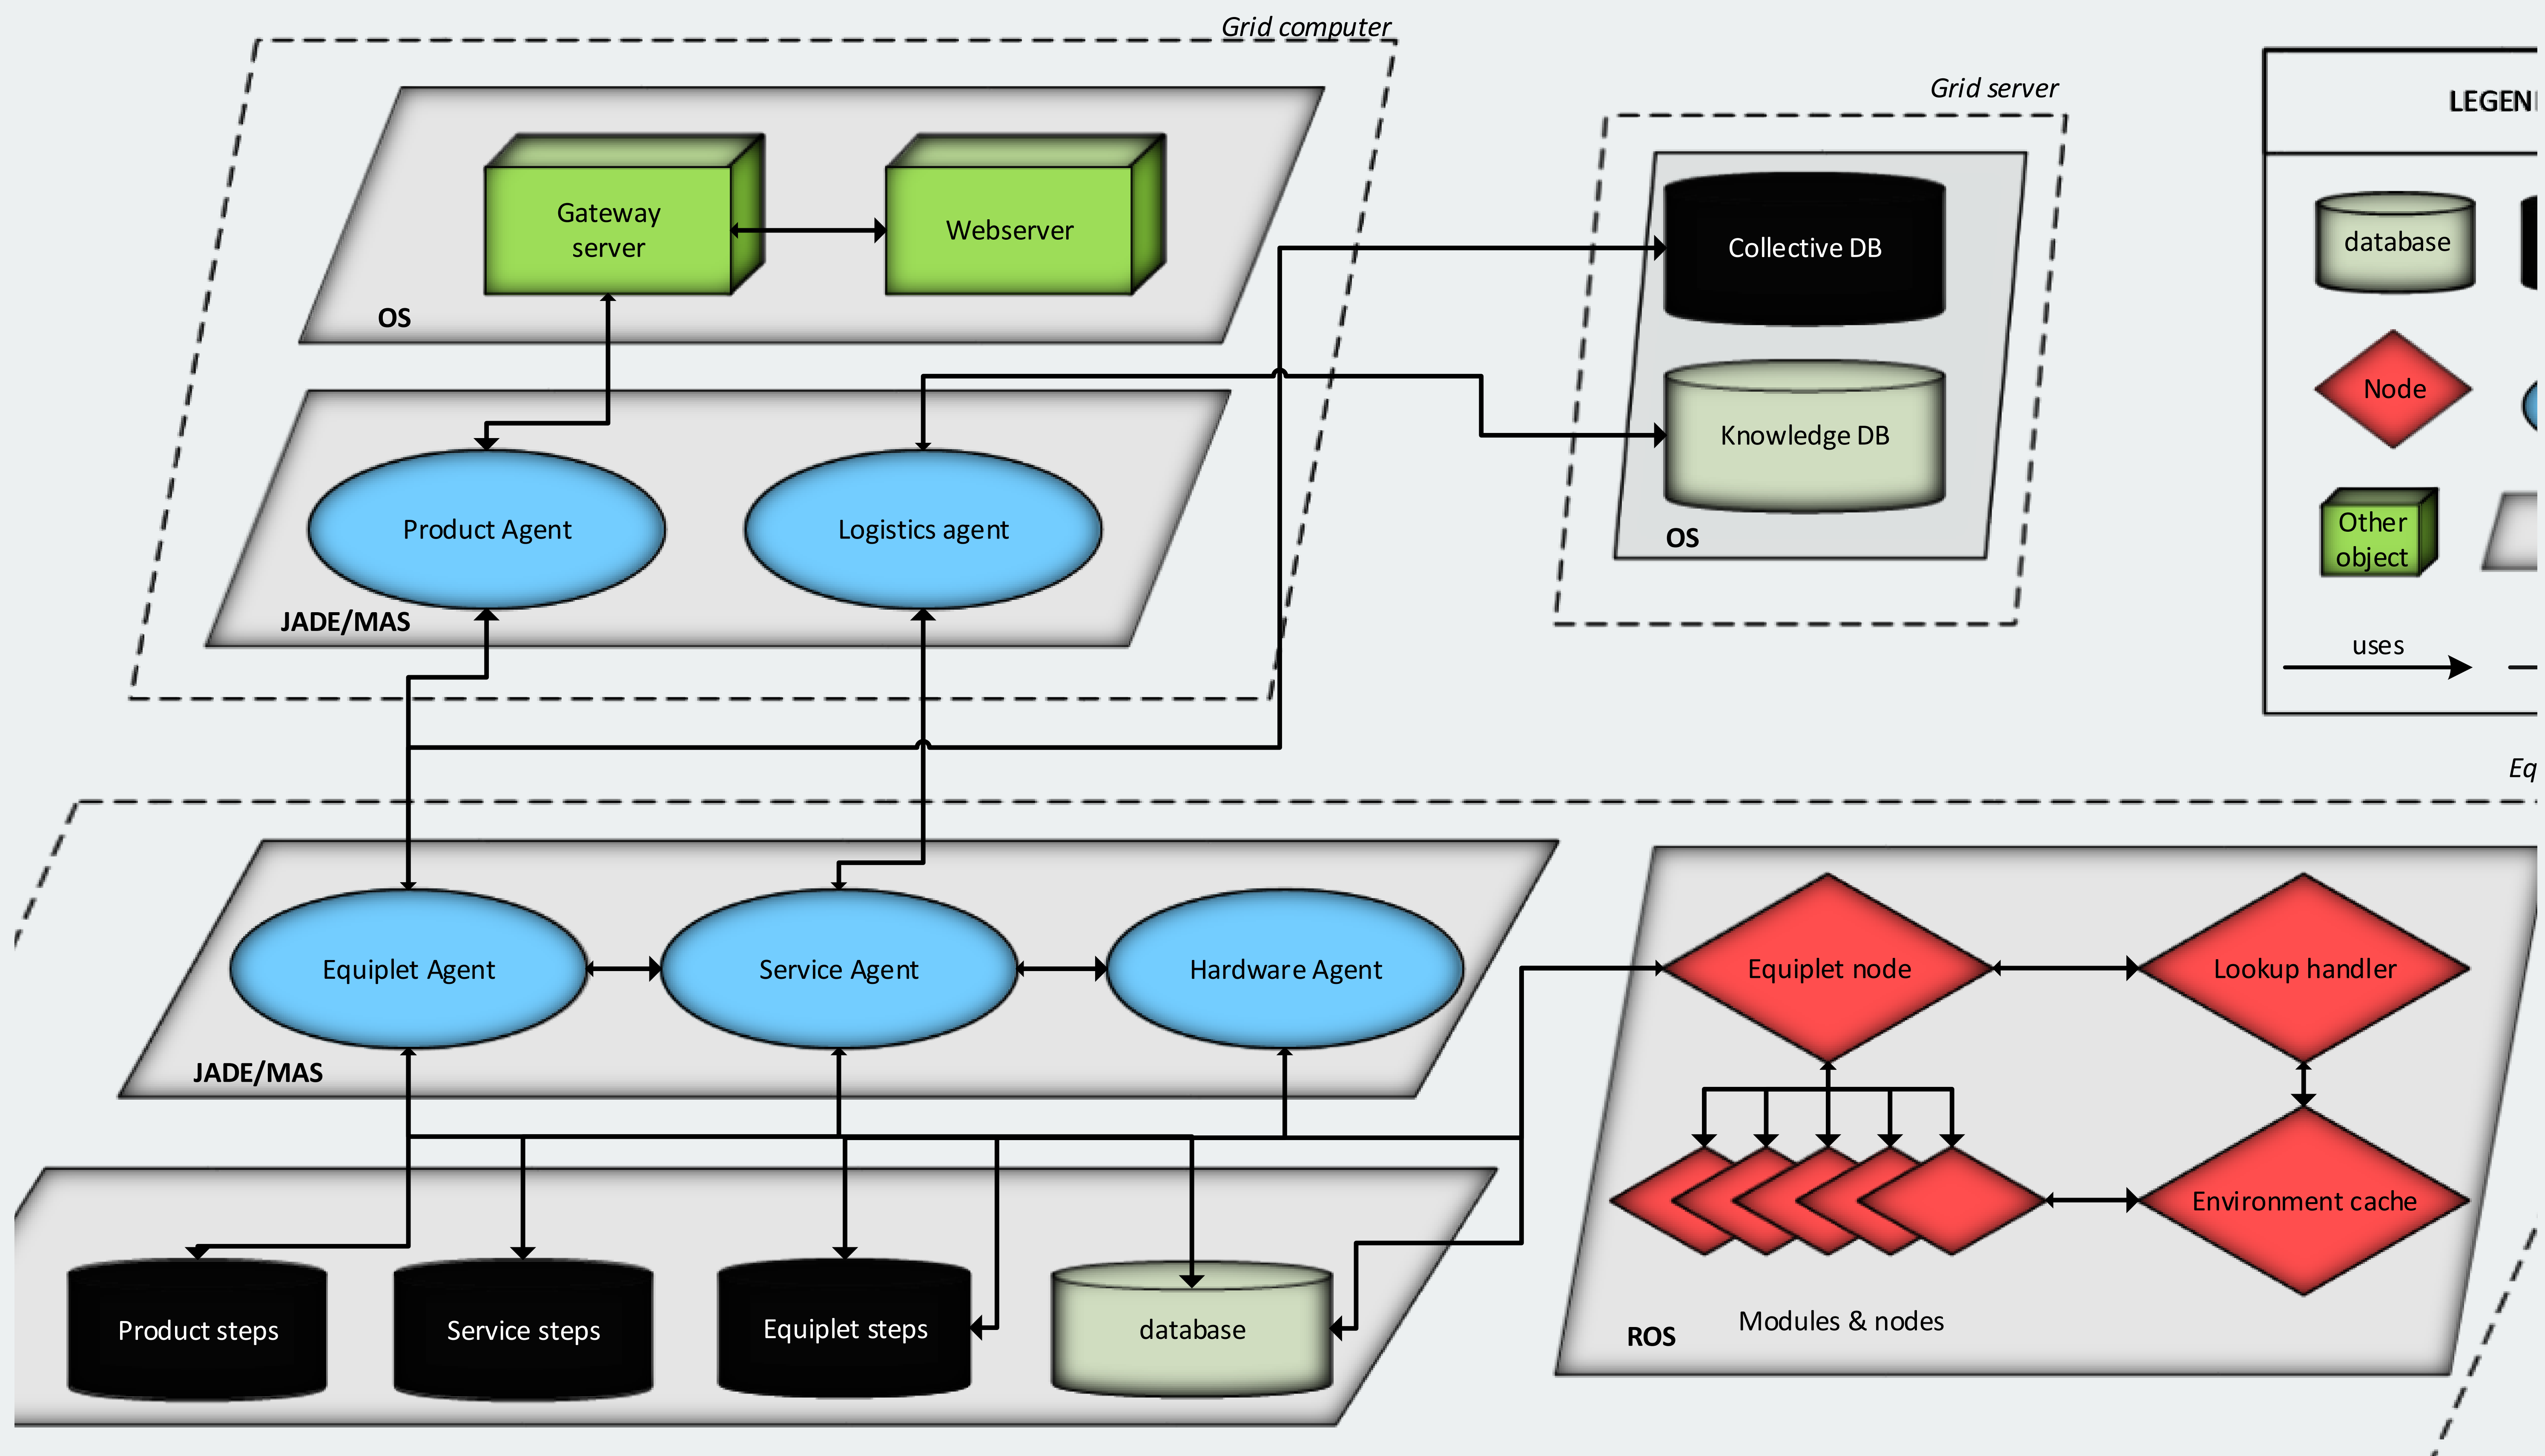 Grid computer
Gateway
server
Webserver
OS
Product Agent
Logistics agent
JADE/MAS
Grid server
Collective DB
Knowledge DB
OS
database
Node
Other
object
uses
Equiplet Agent
Service Agent
Hardware Agent
JADE/MAS
Product steps
Service steps
Equiplet steps
database
Equiplet node
Lookup handler
Environment cache
Modules & nodes
ROS